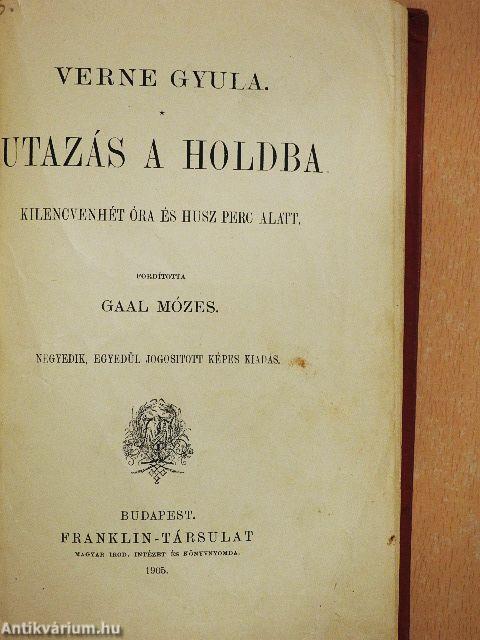 VERNE GYULA.
*
UTAZÁS A HOLDBA
KILENCVENHÉT ÓRA ÉS HUSZ PERC ALATT.
FORDÍTOTTA
GAAL MÓZES.
NEGYEDIK, EGYEDÜL JOGOSITOTT KÉPES KIADÁS.
BUDAPEST.
FRANKLIN-TÁRSULAT
MAGYAR IROD. INTÉZET ÉS KÖNYVNYOMDA.
1905.
Antikvárium.hu